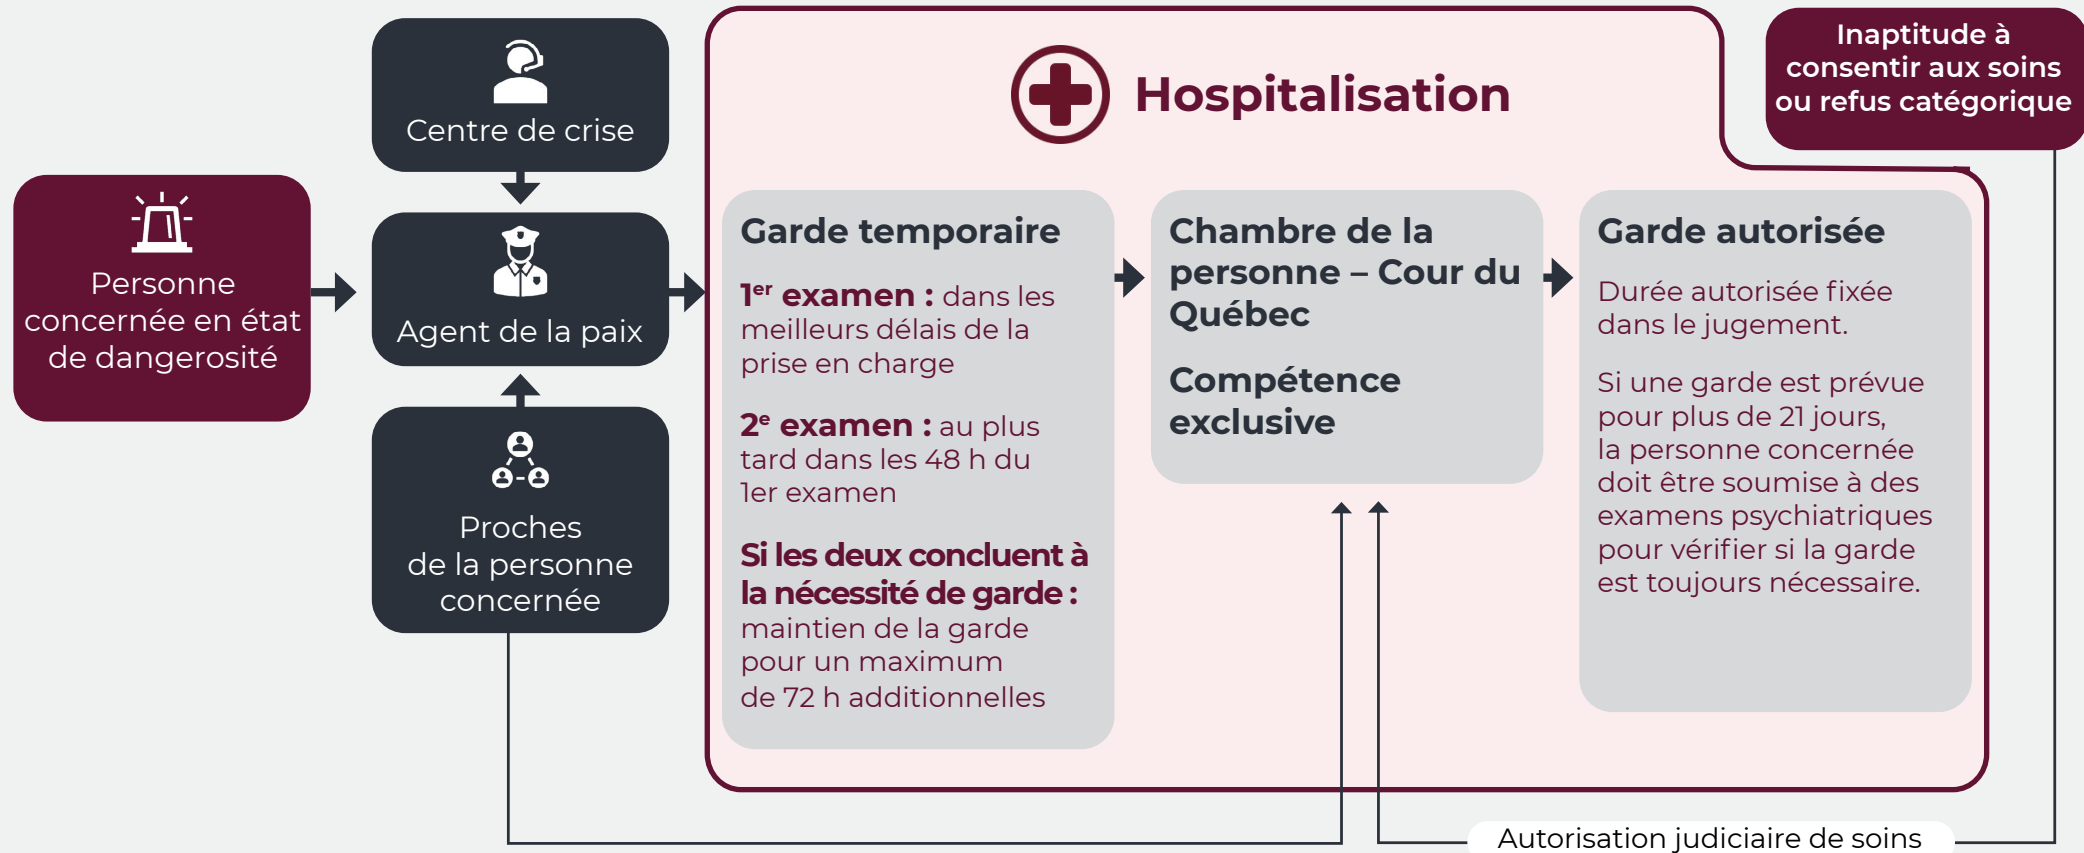 Personne
concernée en état
de dangerosité
Centre de crise
Agent de la paix
Proches
de la personne
concernée
Hospitalisation
Garde temporaire
1er examen : dans les
meilleurs délais de la
prise en charge
2e examen : au plus
tard dans les 48 h du
1er examen
Si les deux concluent à
la nécessité de garde :
maintien de la garde
pour un maximum
de 72 h additionnelles
Chambre de la
personne – Cour du
Québec
Compétence
exclusive
Garde autorisée
Durée autorisée fixée
dans le jugement.
Si une garde est prévue
pour plus de 21 jours,
la personne concernée
doit être soumise à des
examens psychiatriques
pour vérifier si la garde
est toujours nécessaire.
Inaptitude à
consentir aux soins
ou refus catégorique
Autorisation judiciaire de soins